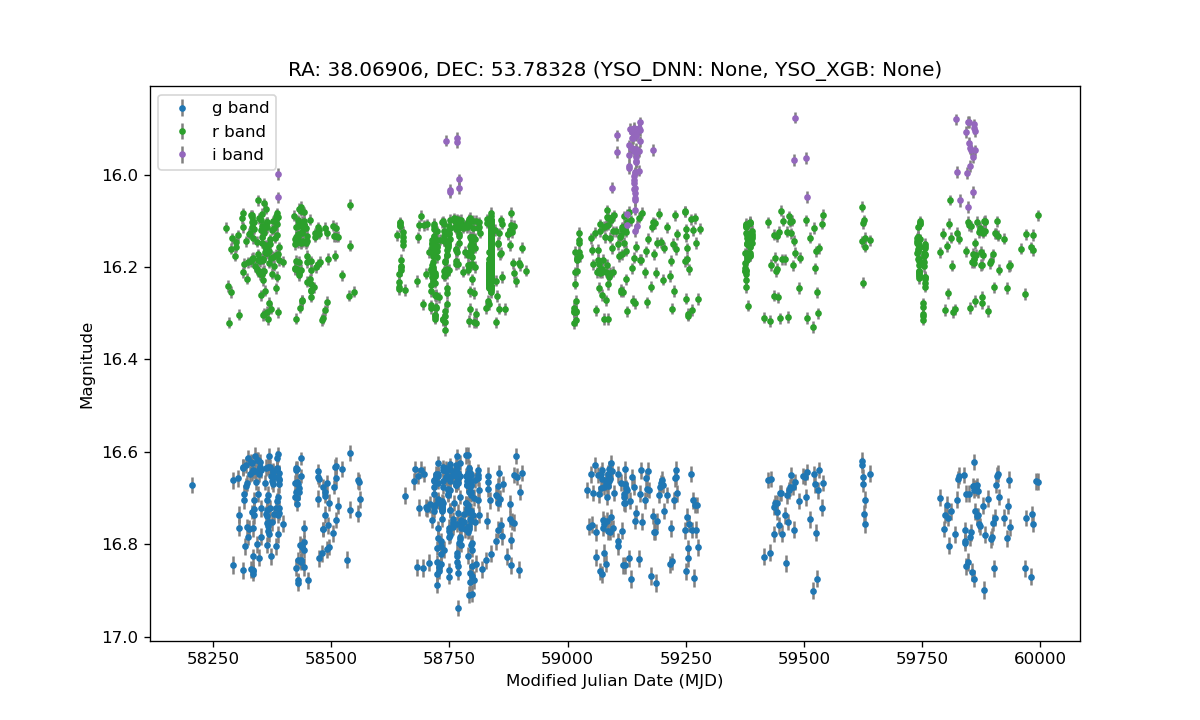 RA: 38.06906, DEC: 53.78328 (YSO_DNN: None, YSO_XGB: None)
g band
r band
i band
16.0
16.2
16.4
16.6
16.8
17.0
Magnitude
58250
58500
58750
59000
59250
59500
59750
60000
Modified Julian Date (MJD)